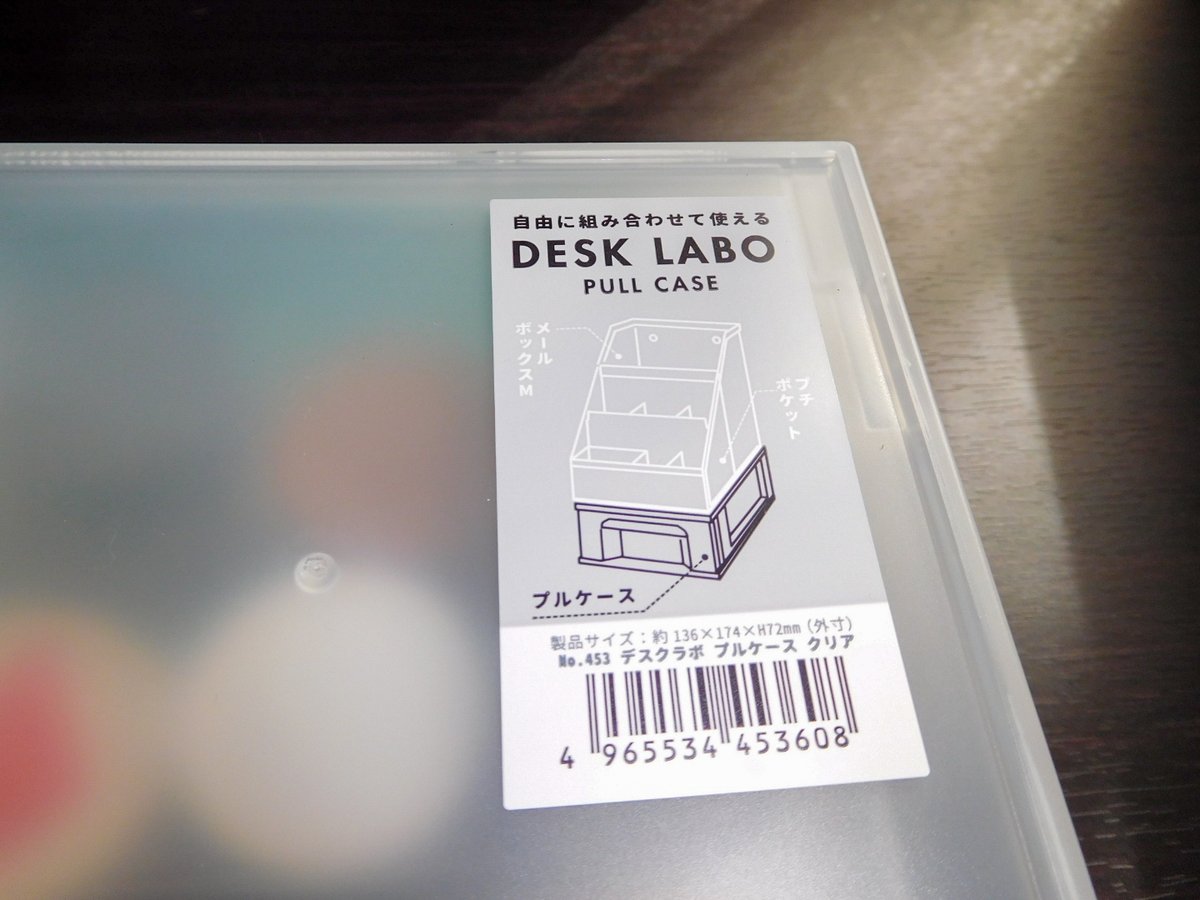 自由に組み合わせて使える
DESK LABO
PULL CASE
メール
ボックスM
プチ
ポケット
プルケース
製品サイズ：約136×174×H72mm（外寸）
No.453 デスクラボ プルケース クリア
4 965534 453608